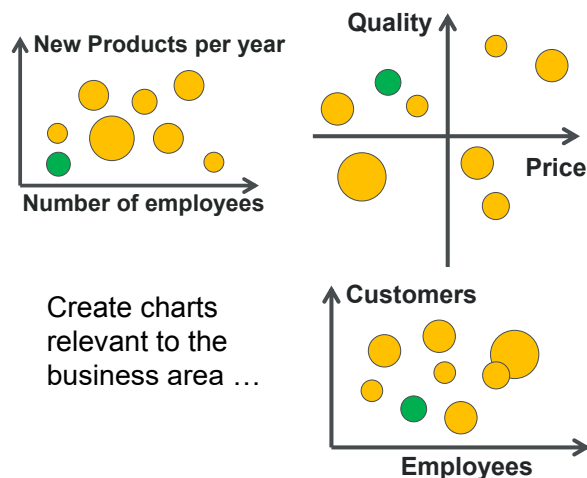 New Products per year
Number of employees
Quality
Price
Create charts
relevant to the
business area …
Customers
Employees